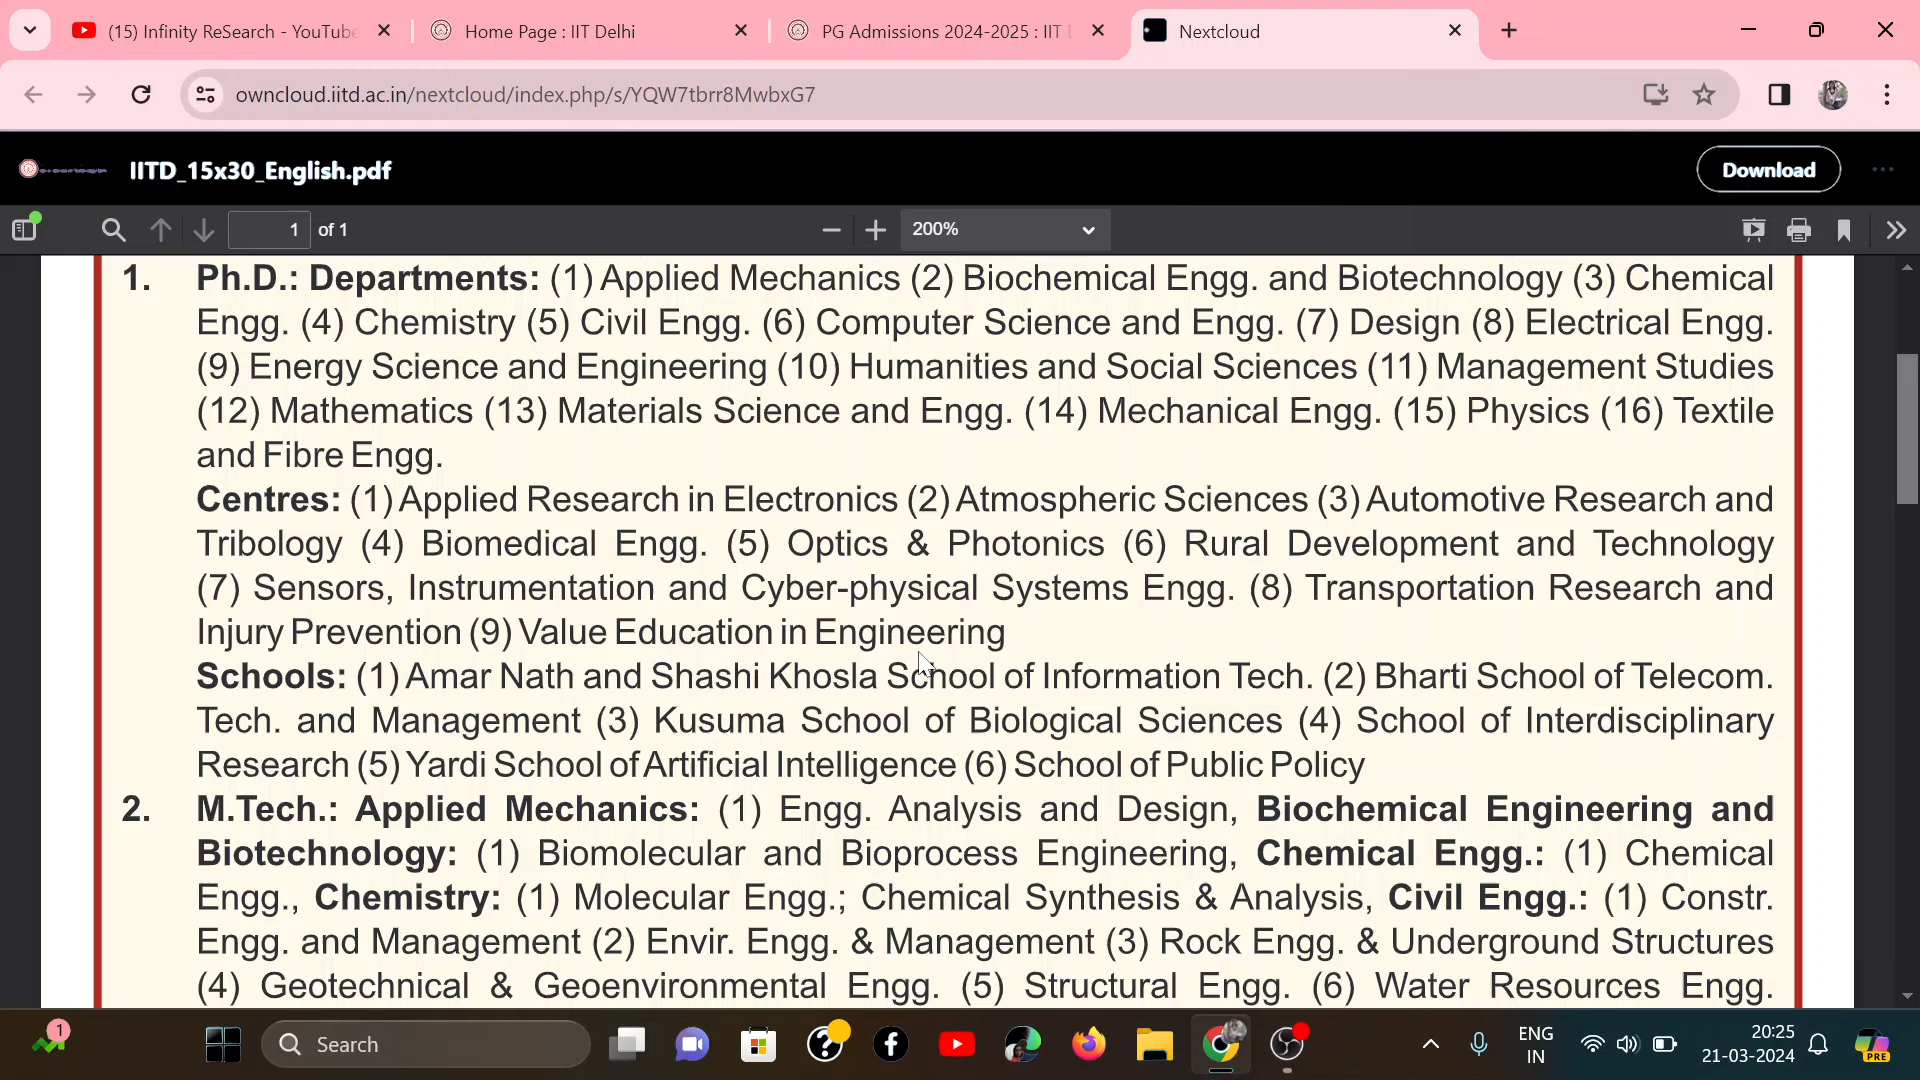 (15) Infinity ReSearch - YouTube
Home Page : IIT Delhi
PG Admissions 2024-2025 : IIT
Nextcloud
owncloud.iitd.ac.in/nextcloud/index.php/s/YQW7tbrr8MwbxG7
IITD_15x30_English.pdf
Download
1 of 1
200%
1. Ph.D.: Departments: (1) Applied Mechanics (2) Biochemical Engg. and Biotechnology (3) Chemical
Engg. (4) Chemistry (5) Civil Engg. (6) Computer Science and Engg. (7) Design (8) Electrical Engg.
(9) Energy Science and Engineering (10) Humanities and Social Sciences (11) Management Studies
(12) Mathematics (13) Materials Science and Engg. (14) Mechanical Engg. (15) Physics (16) Textile
and Fibre Engg.
Centres: (1) Applied Research in Electronics (2) Atmospheric Sciences (3) Automotive Research and
Tribology (4) Biomedical Engg. (5) Optics & Photonics (6) Rural Development and Technology
(7) Sensors, Instrumentation and Cyber-physical Systems Engg. (8) Transportation Research and
Injury Prevention (9) Value Education in Engineering
Schools: (1) Amar Nath and Shashi Khosla School of Information Tech. (2) Bharti School of Telecom.
Tech. and Management (3) Kusuma School of Biological Sciences (4) School of Interdisciplinary
Research (5) Yardi School of Artificial Intelligence (6) School of Public Policy
2. M.Tech.: Applied Mechanics: (1) Engg. Analysis and Design, Biochemical Engineering and
Biotechnology: (1) Biomolecular and Bioprocess Engineering, Chemical Engg.: (1) Chemical
Engg., Chemistry: (1) Molecular Engg.; Chemical Synthesis & Analysis, Civil Engg.: (1) Constr.
Engg. and Management (2) Envir. Engg. & Management (3) Rock Engg. & Underground Structures
(4) Geotechnical & Geoenvironmental Engg. (5) Structural Engg. (6) Water Resources Engg.
1
Search
ENG
IN
20:25
21-03-2024
PRE